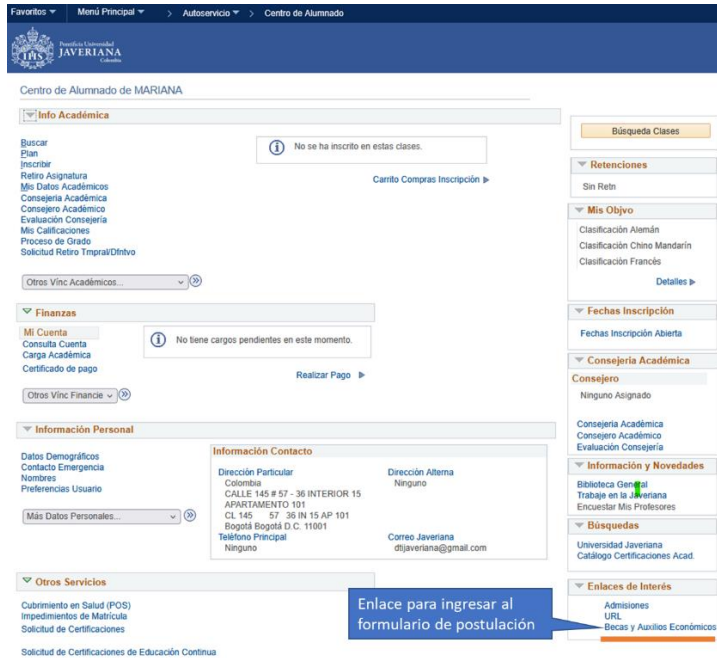 Favoritos
Menú Principal
Autoservicio
Centro de Alumnado
Pontificia Universidad
JAVERIANA
Colombia
Centro de Alumnado de MARIANA
Info Académica
Buscar
Plan
Inscribir
Retiro Asignatura
Mis Datos Académicos
Consejería Académica
Consejero Académico
Evaluación Consejería
Mis Calificaciones
Proceso de Grado
Solicitud Retiro Tmpral/Dfntvo
Otros Vínc Académicos...
No se ha inscrito en estas clases.
Carrito Compras Inscripción
Finanzas
Mi Cuenta
Consulta Cuenta
Carga Académica
Certificado de pago
Otros Vínc Financie
No tiene cargos pendientes en este momento.
Realizar Pago
Información Personal
Datos Demográficos
Contacto Emergencia
Nombres
Preferencias Usuario
Más Datos Personales...
Información Contacto
Dirección Particular
Colombia
CALLE 145 # 57 - 36 INTERIOR 15
APARTAMENTO 101
CL 145 57 36 IN 15 AP 101
Bogotá Bogotá D.C. 11001
Dirección Alterna
Ninguno
Teléfono Principal
Ninguno
Correo Javeriana
dtijaveriana@gmail.com
Otros Servicios
Cubrimiento en Salud (POS)
Impedimentos de Matrícula
Solicitud de Certificaciones
Solicitud de Certificaciones de Educación Continua
Búsqueda Clases
Retenciones
Sin Retn
Mis Objvo
Clasificación Alemán
Clasificación Chino Mandarín
Clasificación Francés
Detalles
Fechas Inscripción
Fechas Inscripción Abierta
Consejería Académica
Consejero
Ninguno Asignado
Consejería Académica
Consejero Académico
Evaluación Consejería
Información y Novedades
Biblioteca General
Trabaje en la Javeriana
Encuestar Mis Profesores
Búsquedas
Universidad Javeriana
Catálogo Certificaciones Acad.
Enlaces de Interés
Admisiones
URL
Becas y Auxilios Económicos
Enlace para ingresar al
formulario de postulación